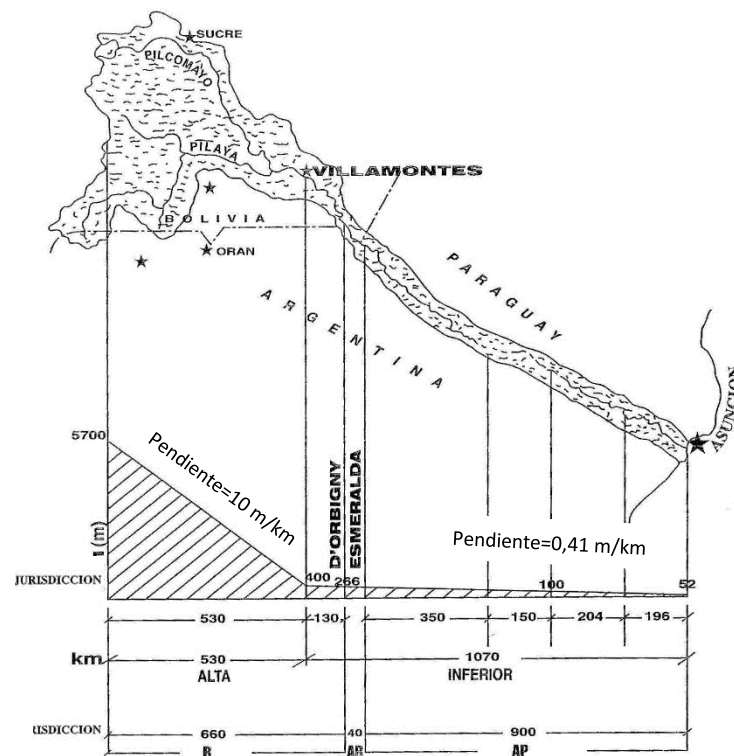 SUCRE
PILCOMAYO
PILAYA
VILLAMONTES
BOLIVIA
ORAN
PARAGUAY
ARGENTINA
ASUNCION
5700
Pendiente=10 m/km
D'ORBIGNY
ESMERALDA
Pendiente=0,41 m/km
(m)
JURISDICCION
400 266 100 52
530 130 350 150 204 196
km 530 1070
ALTA INFERIOR
RISDICCION
660 40 900
AP